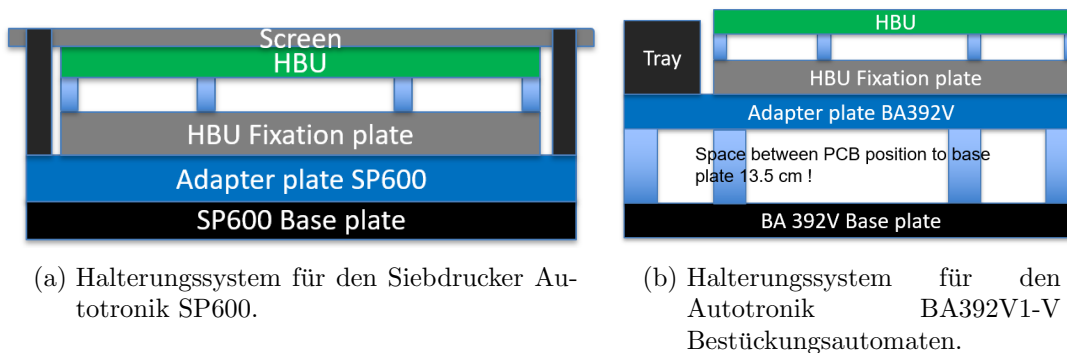 Screen
HBU
HBU Fixation plate
Adapter plate SP600
SP600 Base plate
(a) Halterungssystem für den Siebdrucker Au-
totronik SP600.
HBU
Tray
HBU Fixation plate
Adapter plate BA392V
Space between PCB position to base
plate 13.5 cm !
BA 392V Base plate
(b) Halterungssystem für den
Autotronik BA392V1-V
Bestückungsautomaten.